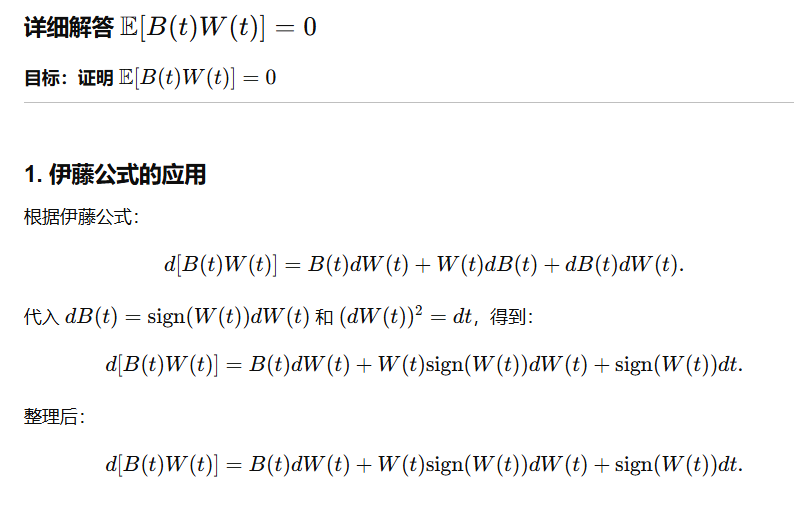 详细解答 $\mathbb{E}[B(t)W(t)] = 0$
目标：证明 $\mathbb{E}[B(t)W(t)] = 0$
1. 伊藤公式的应用
根据伊藤公式：
$d[B(t)W(t)] = B(t)dW(t) + W(t)dB(t) + dB(t)dW(t).$
代入 $dB(t) = \text{sign}(W(t))dW(t)$ 和 $(dW(t))^2 = dt$，得到：
$d[B(t)W(t)] = B(t)dW(t) + W(t)\text{sign}(W(t))dW(t) + \text{sign}(W(t))dt.$
整理后：
$d[B(t)W(t)] = B(t)dW(t) + W(t)\text{sign}(W(t))dW(t) + \text{sign}(W(t))dt.$